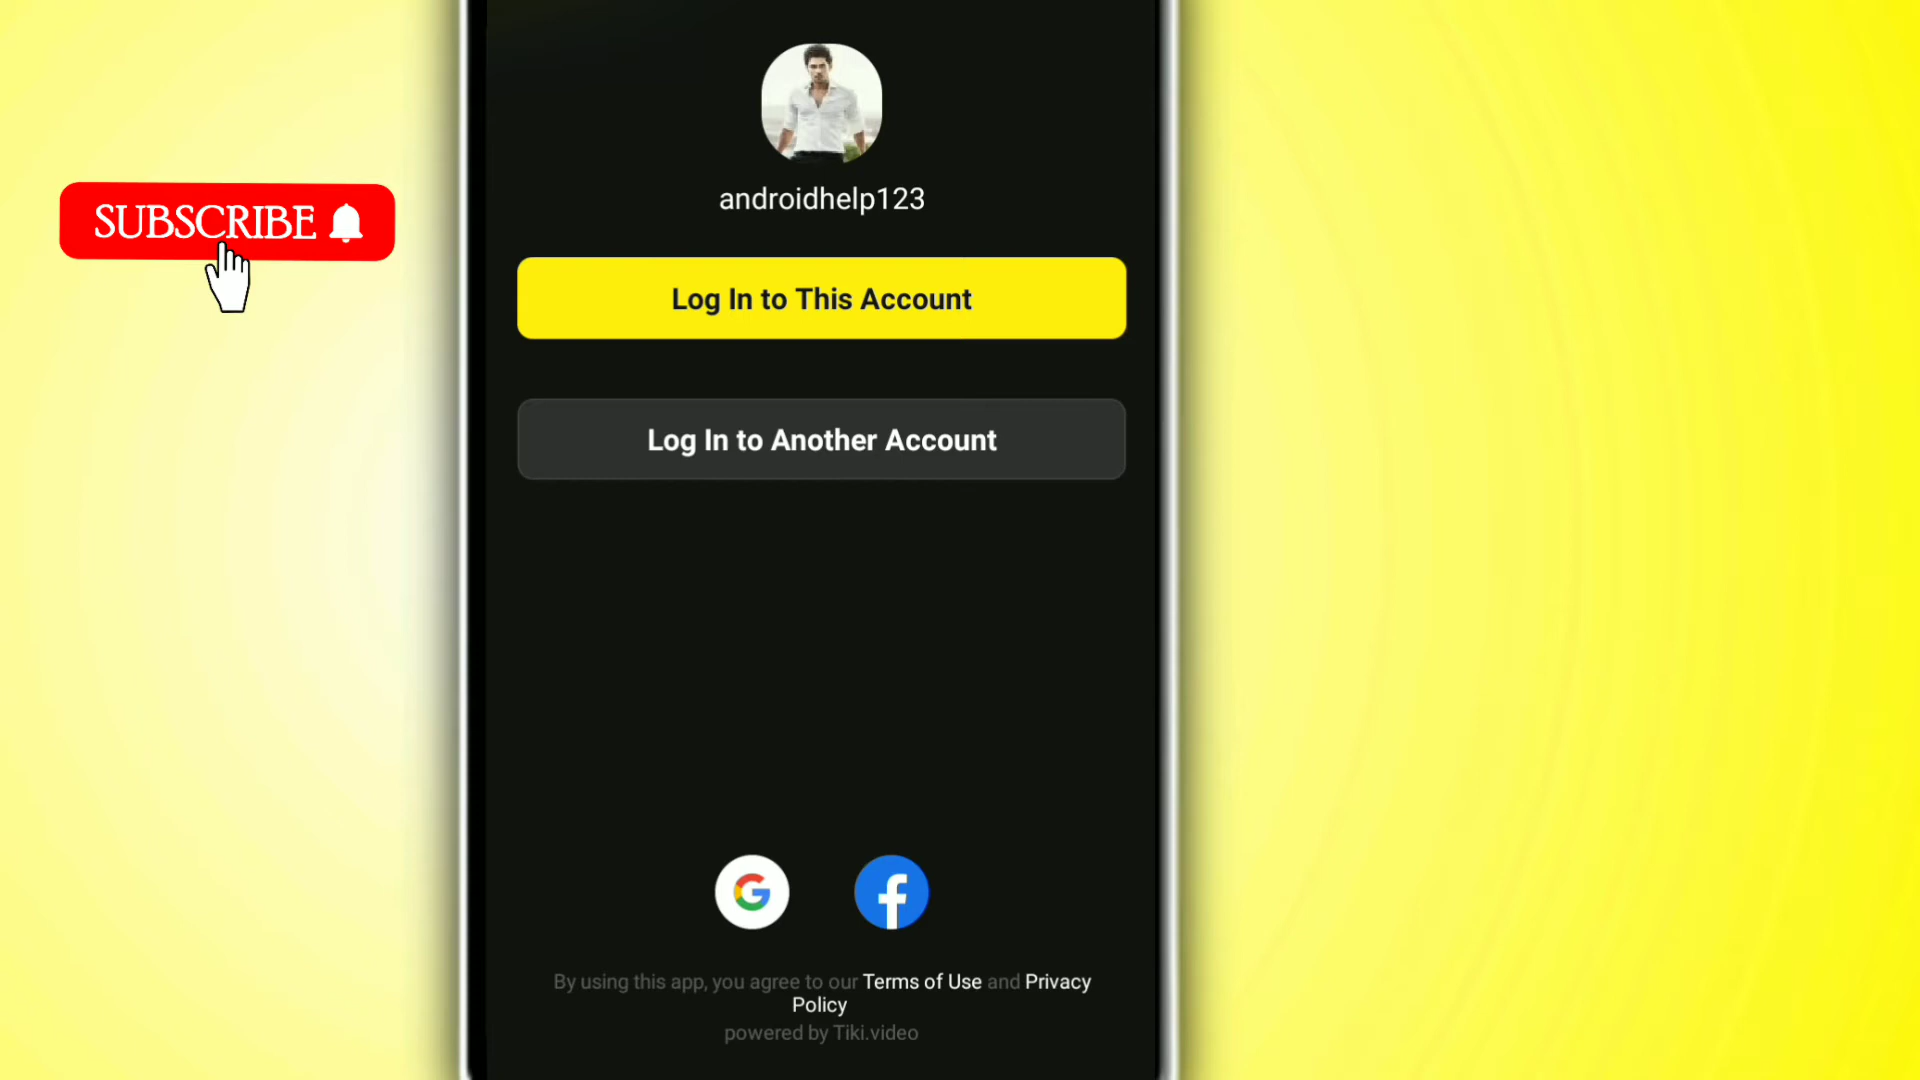 androidhelp123
SUBSCRIBE
Log In to This Account
Log In to Another Account
By using this app, you agree to our Terms of Use and Privacy
Policy
powered by Tiki.video